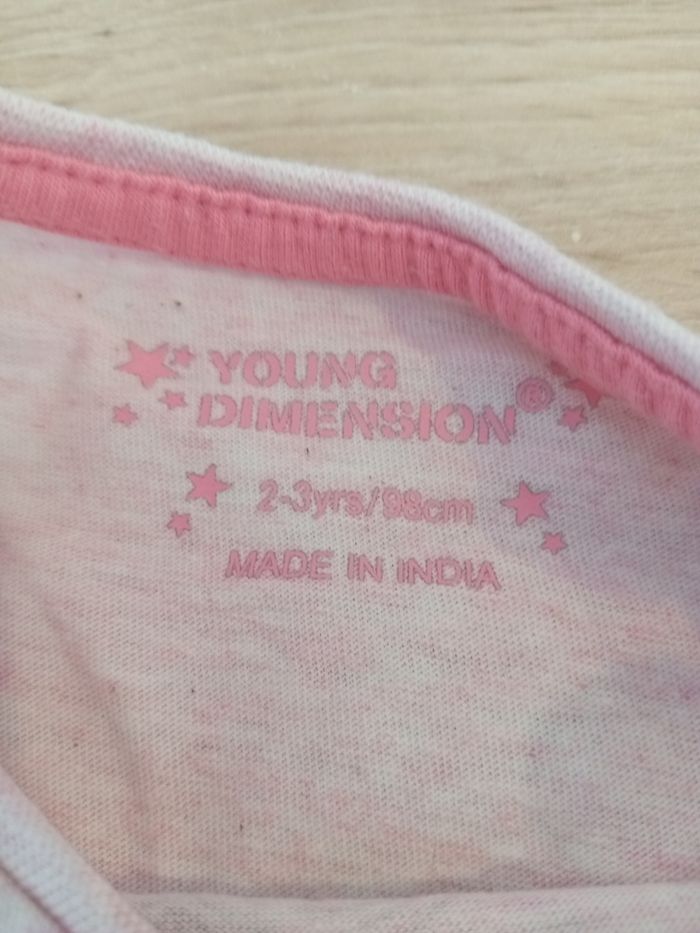 YOUNG
DIMENSION®
2-3yrs/98cm
MADE IN INDIA